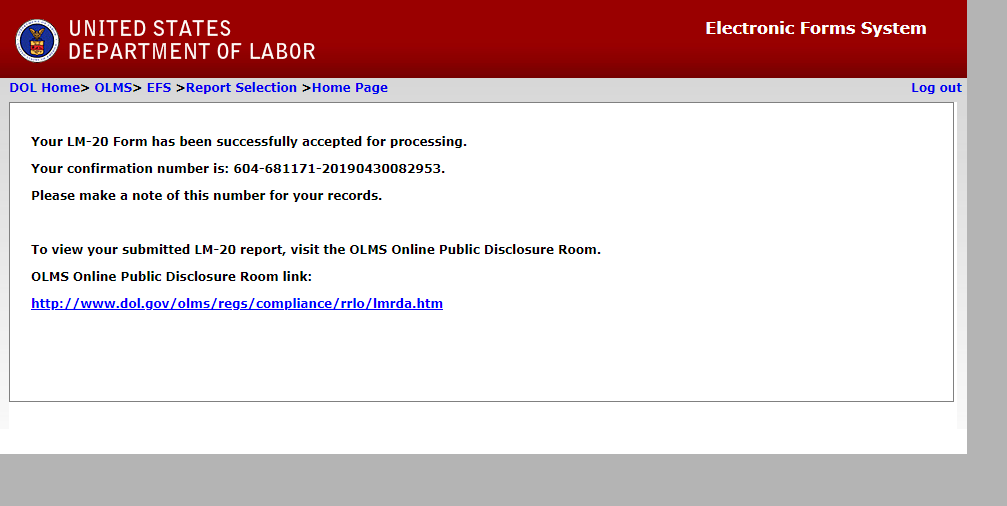 UNITED STATES
DEPARTMENT OF LABOR
Electronic Forms System
DOL Home> OLMS> EFS >Report Selection >Home Page
Log out
Your LM-20 Form has been successfully accepted for processing.
Your confirmation number is: 604-681171-20190430082953.
Please make a note of this number for your records.
To view your submitted LM-20 report, visit the OLMS Online Public Disclosure Room.
OLMS Online Public Disclosure Room link:
http://www.dol.gov/olms/regs/compliance/rrlo/lmrda.htm